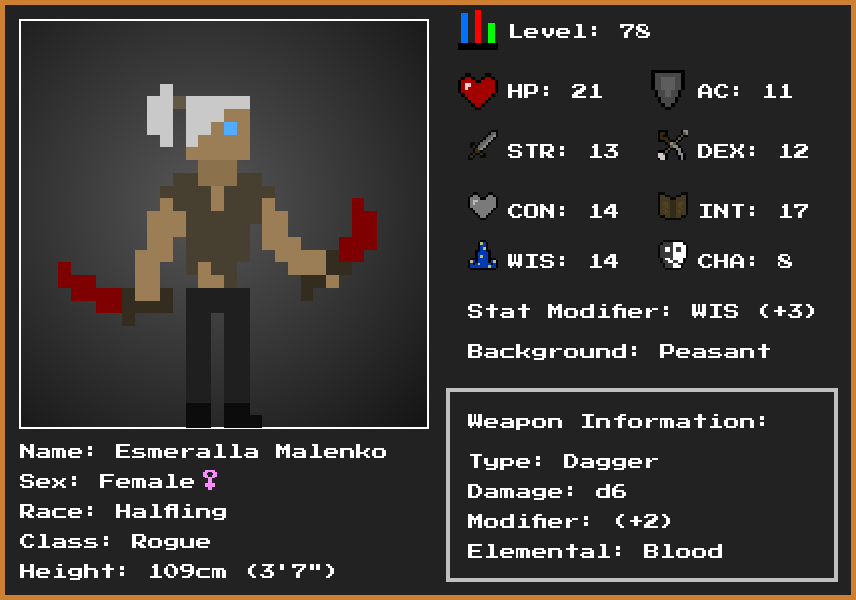 Level: 78
HP: 21 AC: 11
STR: 13 DEX: 12
CON: 14 INT: 17
WIS: 14 CHA: 8
Stat Modifier: WIS (+3)
Background: Peasant
Weapon Information:
Type: Dagger
Damage: d6
Modifier: (+2)
Elemental: Blood
Name: Esmeralla Malenko
Sex: Female♀
Race: Halfling
Class: Rogue
Height: 109cm (3'7")